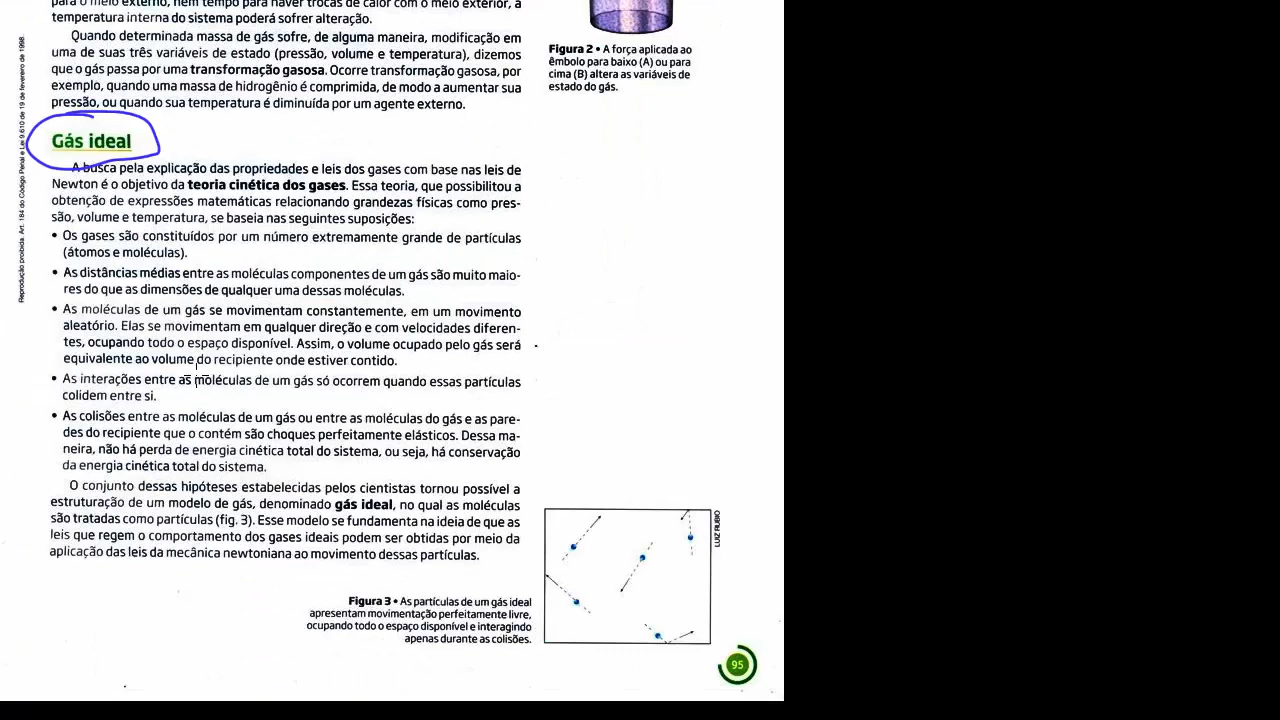 para o meio externo, nem tempo para haver trocas de calor com o meio exterior, a
temperatura interna do sistema poderá sofrer alteração.
Quando determinada massa de gás sofre, de alguma maneira, modificação em
uma de suas três variáveis de estado (pressão, volume e temperatura), dizemos
que o gás passa por uma transformação gasosa. Ocorre transformação gasosa, por
exemplo, quando uma massa de hidrogênio é comprimida, de modo a aumentar sua
pressão, ou quando sua temperatura é diminuída por um agente externo.
Figura 2 • A força aplicada ao
êmbolo para baixo (A) ou para
cima (B) altera as variáveis de
estado do gás.
Reprodução proibida. Art. 184 do Código Penal e Lei 9.610 de 19 de fevereiro de 1998.
Gás ideal
A busca pela explicação das propriedades e leis dos gases com base nas leis de
Newton é o objetivo da teoria cinética dos gases. Essa teoria, que possibilitou a
obtenção de expressões matemáticas relacionando grandezas físicas como pres-
são, volume e temperatura, se baseia nas seguintes suposições:
• Os gases são constituídos por um número extremamente grande de partículas
(átomos e moléculas).
• As distâncias médias entre as moléculas componentes de um gás são muito maio-
res do que as dimensões de qualquer uma dessas moléculas.
• As moléculas de um gás se movimentam constantemente, em um movimento
aleatório. Elas se movimentam em qualquer direção e com velocidades diferen-
tes, ocupando todo o espaço disponível. Assim, o volume ocupado pelo gás será
equivalente ao volume do recipiente onde estiver contido.
• As interações entre as moléculas de um gás só ocorrem quando essas partículas
colidem entre si.
• As colisões entre as moléculas de um gás ou entre as moléculas do gás e as pare-
des do recipiente que o contém são choques perfeitamente elásticos. Dessa ma-
neira, não há perda de energia cinética total do sistema, ou seja, há conservação
da energia cinética total do sistema.
O conjunto dessas hipóteses estabelecidas pelos cientistas tornou possível a
estruturação de um modelo de gás, denominado gás ideal, no qual as moléculas
são tratadas como partículas (fig. 3). Esse modelo se fundamenta na ideia de que as
leis que regem o comportamento dos gases ideais podem ser obtidas por meio da
aplicação das leis da mecânica newtoniana ao movimento dessas partículas.
LUIZ RUBIO
Figura 3 • As partículas de um gás ideal
apresentam movimentação perfeitamente livre,
ocupando todo o espaço disponível e interagindo
apenas durante as colisões.
95